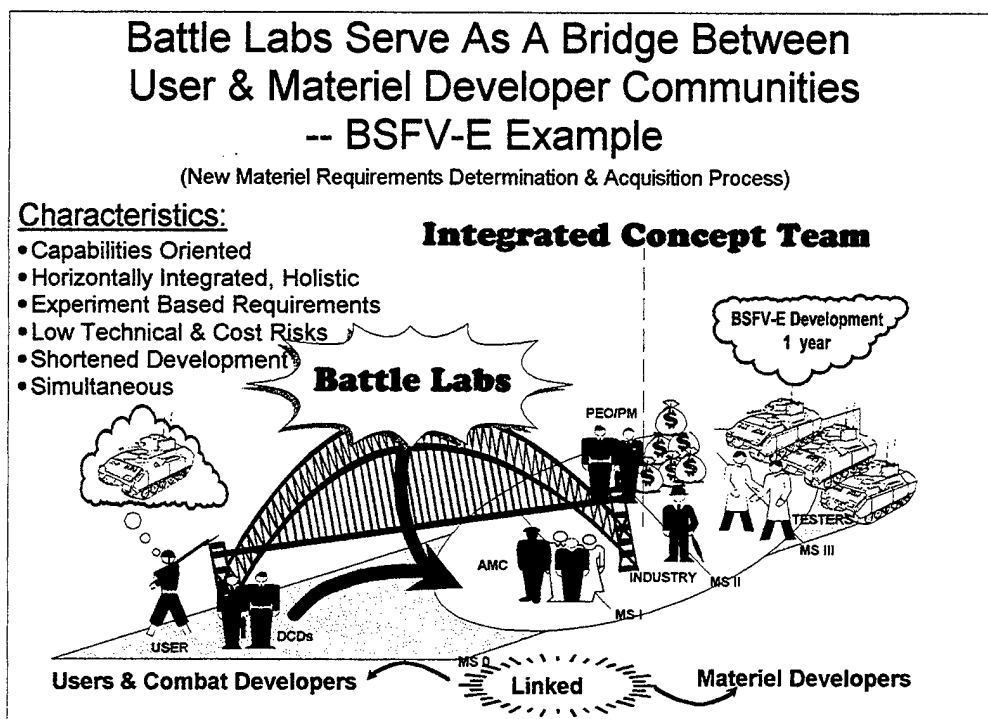 Battle Labs Serve As A Bridge Between
User & Materiel Developer Communities
-- BSFV-E Example
(New Materiel Requirements Determination & Acquisition Process)
Characteristics:
• Capabilities Oriented
• Horizontally Integrated, Holistic
• Experiment Based Requirements
• Low Technical & Cost Risks
• Shortened Development
• Simultaneous
Integrated Concept Team
BSFV-E Development
1 year
Battle Labs
PEO/PM
$
$ $
$ $ $
TESTERS
MS III
AMC
INDUSTRY
MS II
MS I
USER
DCDs
MS 0
Users & Combat Developers
Linked
Materiel Developers